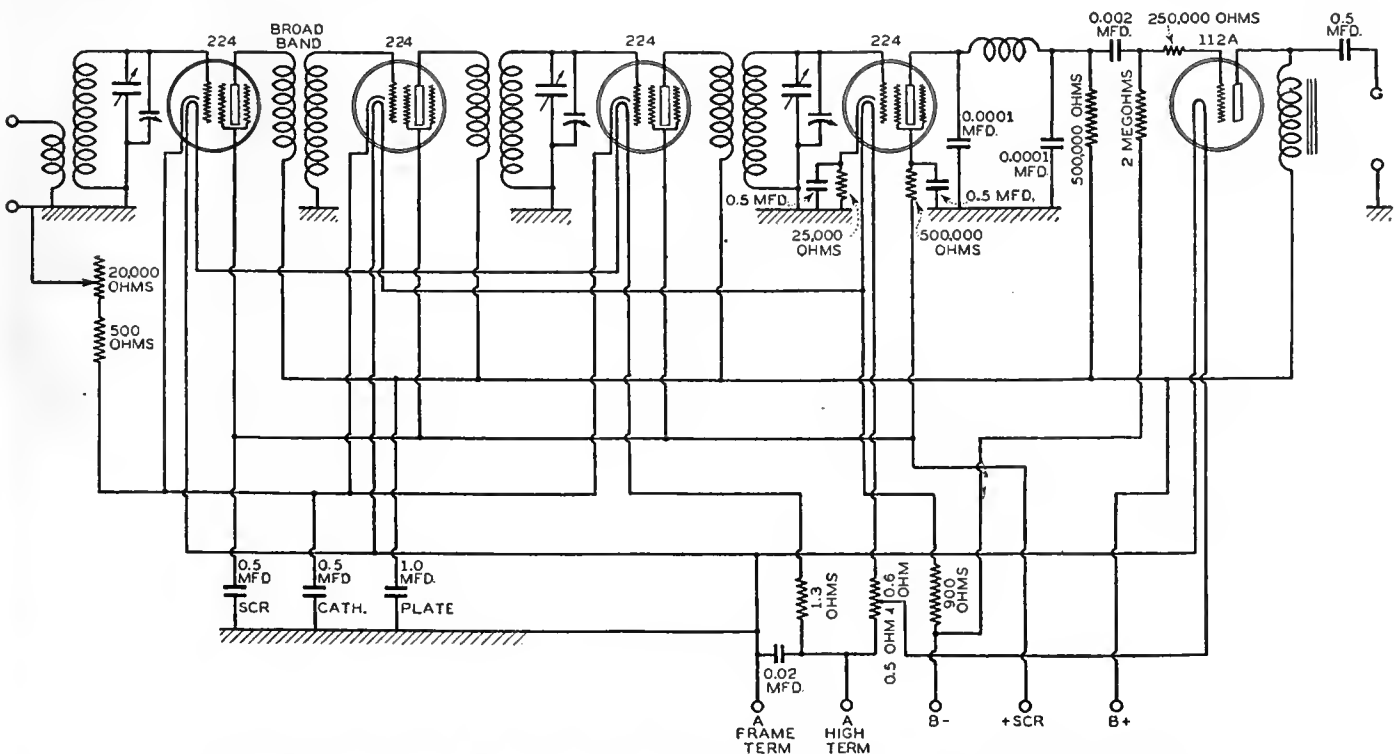 224
BROAD
BAND
224
224
224
0.002
MFD.
250,000 OHMS
112A
0.5
MFD.
0.0001
MFD.
0.0001
MFD.
500,000 OHMS
2 MEGOHMS
0.5 MFD.
25,000
OHMS
500,000
OHMS
0.5 MFD.
20,000
OHMS
500
OHMS
0.5
MFD
SCR
0.5
MFD
CATH.
1.0
MFD.
PLATE
1.3
OHMS
0.6
OHM
0.5 OHM
900
OHMS
0.02
MFD.
A
FRAME
TERM
A
HIGH
TERM
B-
+SCR
B+